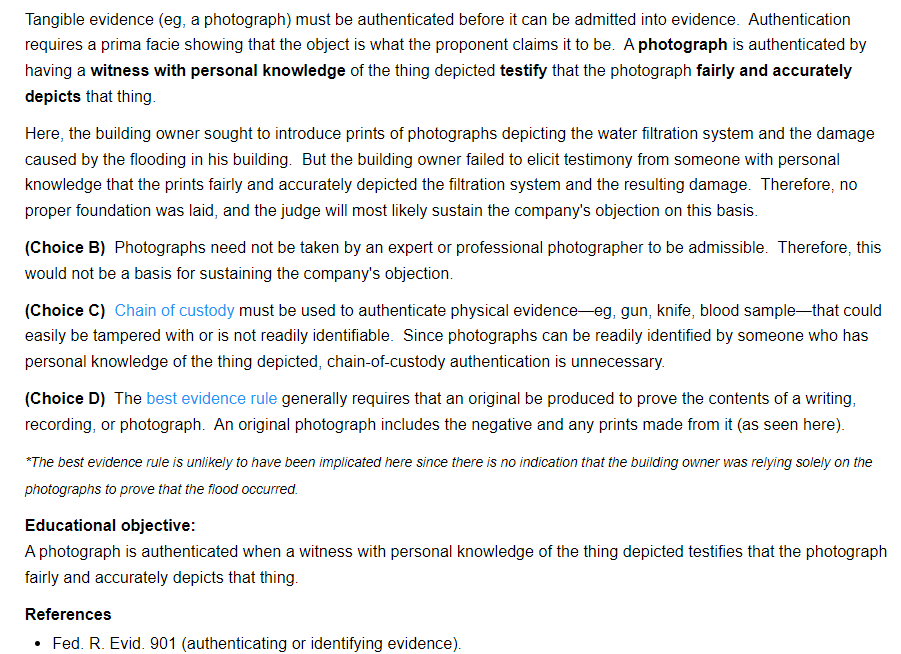 Tangible evidence (eg, a photograph) must be authenticated before it can be admitted into evidence.  Authentication
requires a prima facie showing that the object is what the proponent claims it to be.  A photograph is authenticated by
having a witness with personal knowledge of the thing depicted testify that the photograph fairly and accurately
depicts that thing.
Here, the building owner sought to introduce prints of photographs depicting the water filtration system and the damage
caused by the flooding in his building.  But the building owner failed to elicit testimony from someone with personal
knowledge that the prints fairly and accurately depicted the filtration system and the resulting damage.  Therefore, no
proper foundation was laid, and the judge will most likely sustain the company's objection on this basis.
(Choice B)  Photographs need not be taken by an expert or professional photographer to be admissible.  Therefore, this
would not be a basis for sustaining the company's objection.
(Choice C)  Chain of custody must be used to authenticate physical evidence—eg, gun, knife, blood sample—that could
easily be tampered with or is not readily identifiable.  Since photographs can be readily identified by someone who has
personal knowledge of the thing depicted, chain-of-custody authentication is unnecessary.
(Choice D)  The best evidence rule generally requires that an original be produced to prove the contents of a writing,
recording, or photograph.  An original photograph includes the negative and any prints made from it (as seen here).
*The best evidence rule is unlikely to have been implicated here since there is no indication that the building owner was relying solely on the
photographs to prove that the flood occurred.
Educational objective:
A photograph is authenticated when a witness with personal knowledge of the thing depicted testifies that the photograph
fairly and accurately depicts that thing.
References
• Fed. R. Evid. 901 (authenticating or identifying evidence).